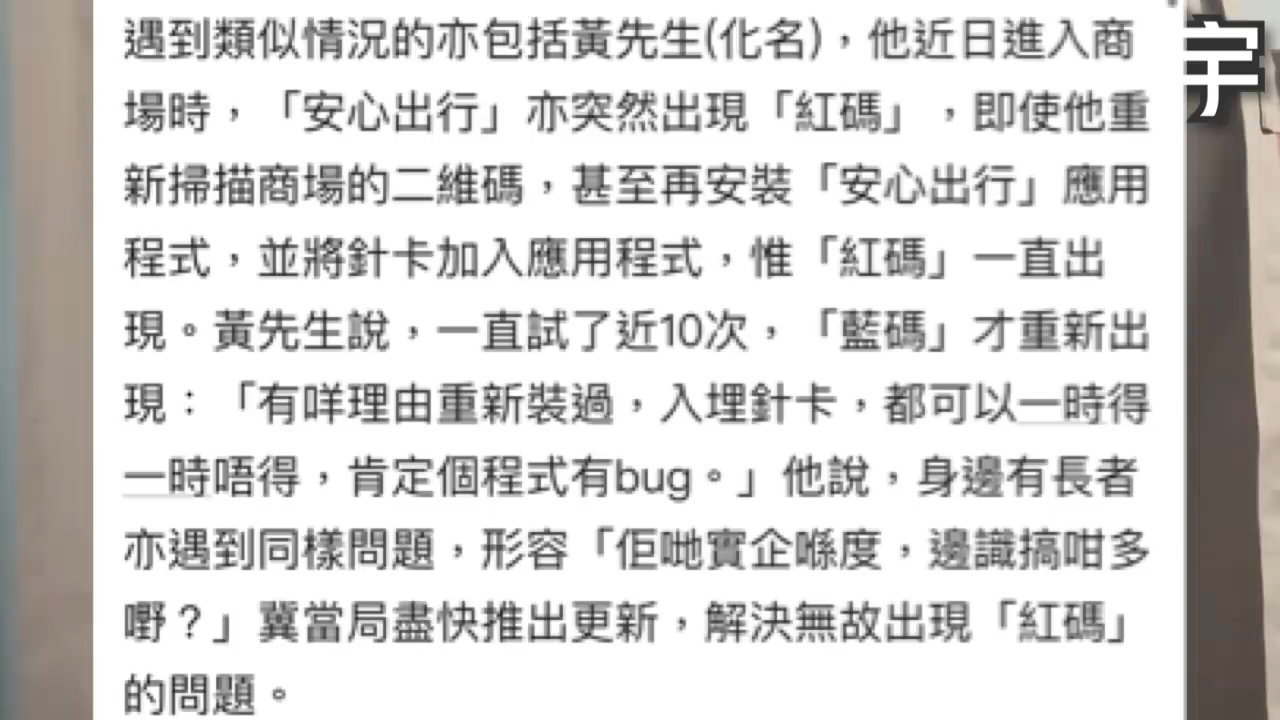 遇到類似情況的亦包括黃先生(化名)，他近日進入商
場時，「安心出行」亦突然出現「紅碼」，即使他重
新掃描商場的二維碼，甚至再安裝「安心出行」應用
程式，並將針卡加入應用程式，惟「紅碼」一直出
現。黃先生說，一直試了近10次，「藍碼」才重新出
現：「有咩理由重新裝過，入埋針卡，都可以一時得
一時唔得，肯定個程式有bug。」他說，身邊有長者
亦遇到同樣問題，形容「佢哋實企喺度，邊識搞咁多
嘢？」冀當局盡快推出更新，解決無故出現「紅碼」
的問題。
宇